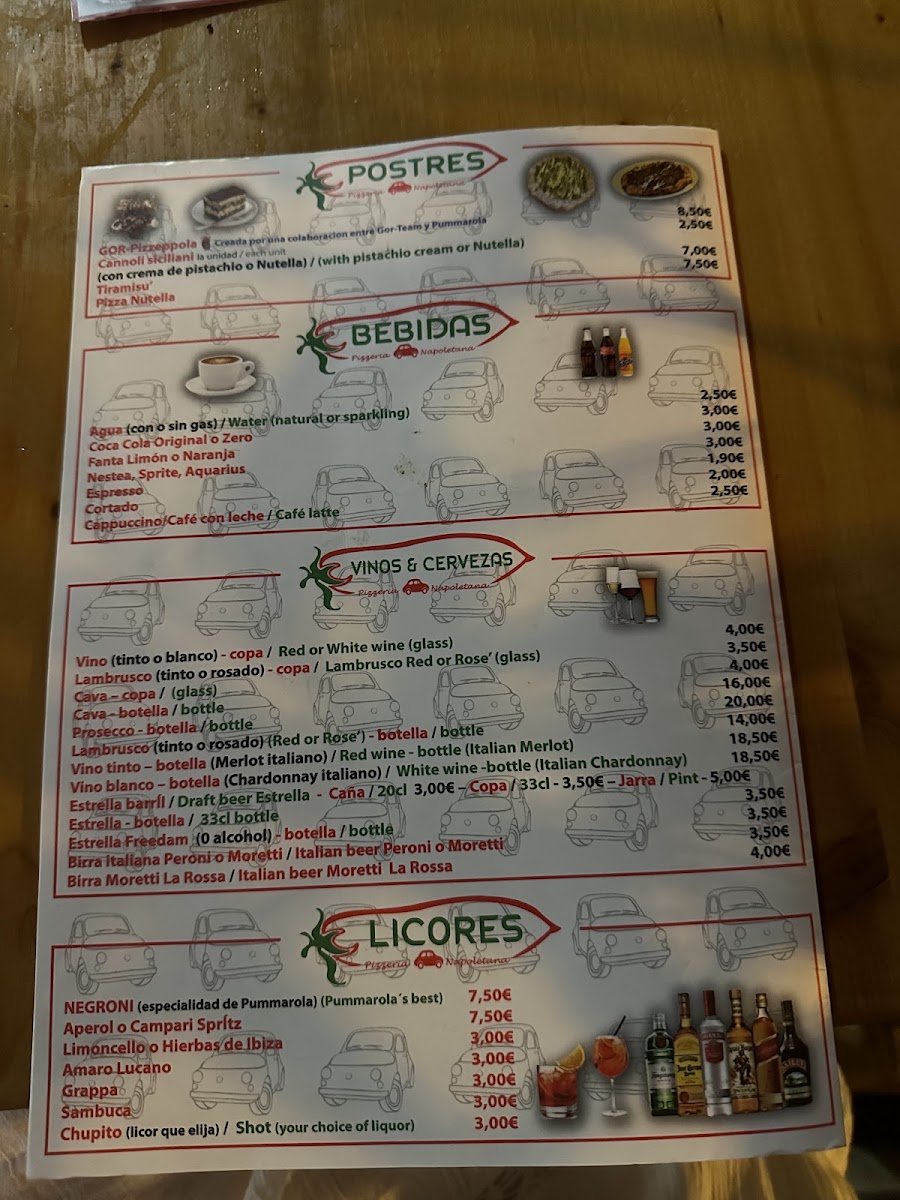 POSTRES
Pizzeria Napoletana
GOR-Pizzeppola Creada por una colaboracion entre Gor-Team y Pummarola 8,50€
Cannoli siciliani la unidad / each unit 2,50€
(con crema de pistachio o Nutella) / (with pistachio cream or Nutella)
Tiramisu' 7,00€
Pizza Nutella 7,50€
BEBIDAS
Pizzeria Napoletana
Agua (con o sin gas) / Water (natural or sparkling) 2,50€
Coca Cola Original o Zero 3,00€
Fanta Limón o Naranja 3,00€
Nestea, Sprite, Aquarius 3,00€
Espresso 1,90€
Cortado 2,00€
Cappuccino/Café con leche / Café latte 2,50€
VINOS & CERVEZAS
Pizzeria Napoletana
Vino (tinto o blanco) - copa / Red or White wine (glass) 4,00€
Lambrusco (tinto o rosado) - copa / Lambrusco Red or Rose' (glass) 3,50€
Cava – copa / (glass) 4,00€
Cava - botella / bottle 16,00€
Prosecco - botella / bottle 20,00€
Lambrusco (tinto o rosado) (Red or Rose') - botella / bottle 14,00€
Vino tinto – botella (Merlot italiano) / Red wine - bottle (Italian Merlot) 18,50€
Vino blanco – botella (Chardonnay italiano) / White wine -bottle (Italian Chardonnay) 18,50€
Estrella barríl / Draft beer Estrella - Caña / 20cl 3,00€ – Copa / 33cl - 3,50€ – Jarra / Pint - 5,00€
Estrella - botella / 33cl bottle 3,50€
Estrella Freedam (0 alcohol) - botella / bottle 3,50€
Birra Italiana Peroni o Moretti / Italian beer Peroni o Moretti 3,50€
Birra Moretti La Rossa / Italian beer Moretti La Rossa 4,00€
LICORES
Pizzeria Napoletana
NEGRONI (especialidad de Pummarola) (Pummarola´s best) 7,50€
Aperol o Campari Sprítz 7,50€
Limoncello o Hierbas de Ibiza 3,00€
Amaro Lucano 3,00€
Grappa 3,00€
Sambuca 3,00€
Chupito (licor que elija) / Shot (your choice of liquor) 3,00€